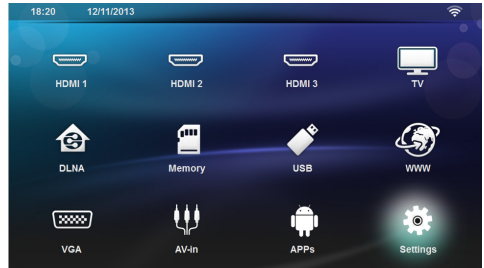 18:20 12/11/2013
HDMI 1 HDMI 2 HDMI 3 TV
DLNA Memory USB WWW
VGA AV-in APPs Settings